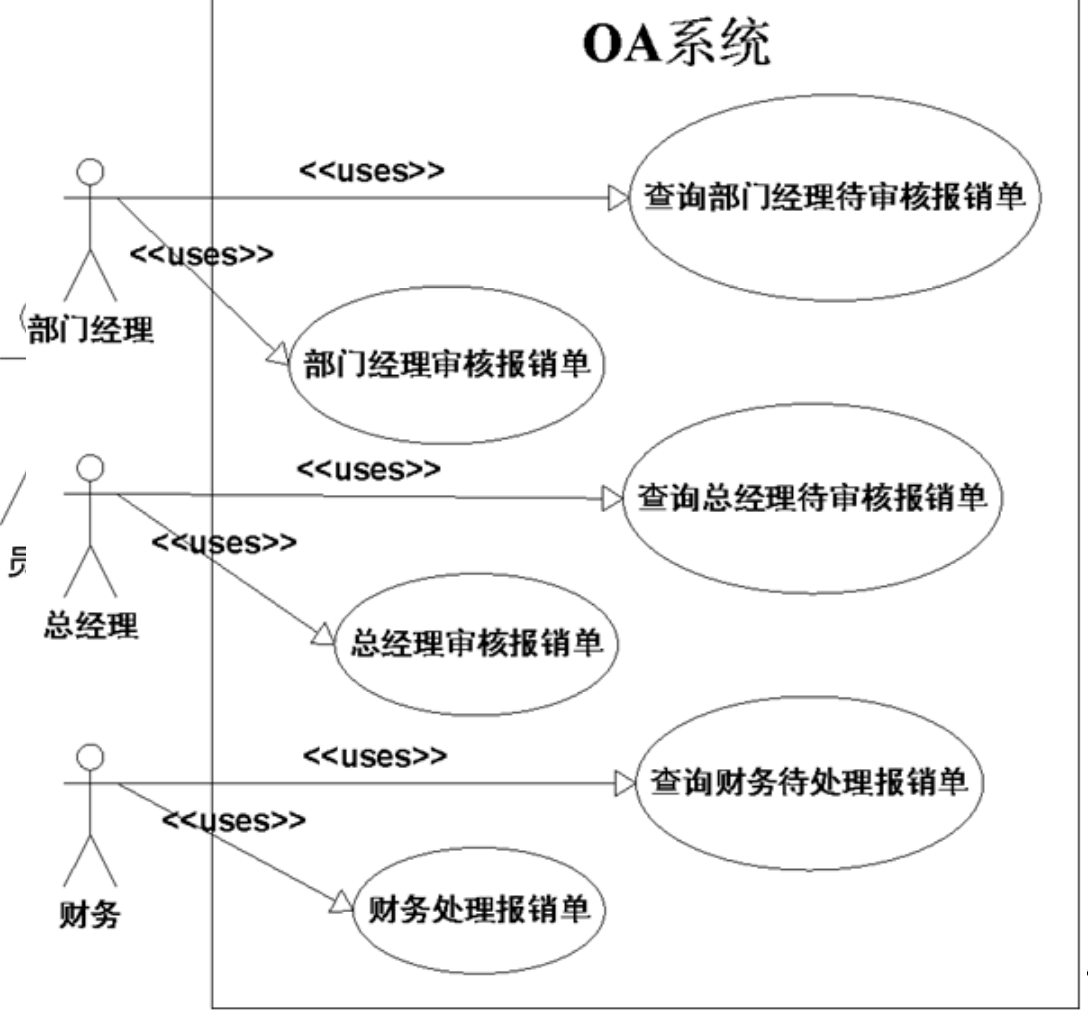 OA系统
<<uses>>
查询部门经理待审核报销单
<<uses>>
部门经理
部门经理审核报销单
<<uses>>
查询总经理待审核报销单
<<uses>>
总经理
总经理审核报销单
<<uses>>
查询财务待处理报销单
<<uses>>
财务
财务处理报销单